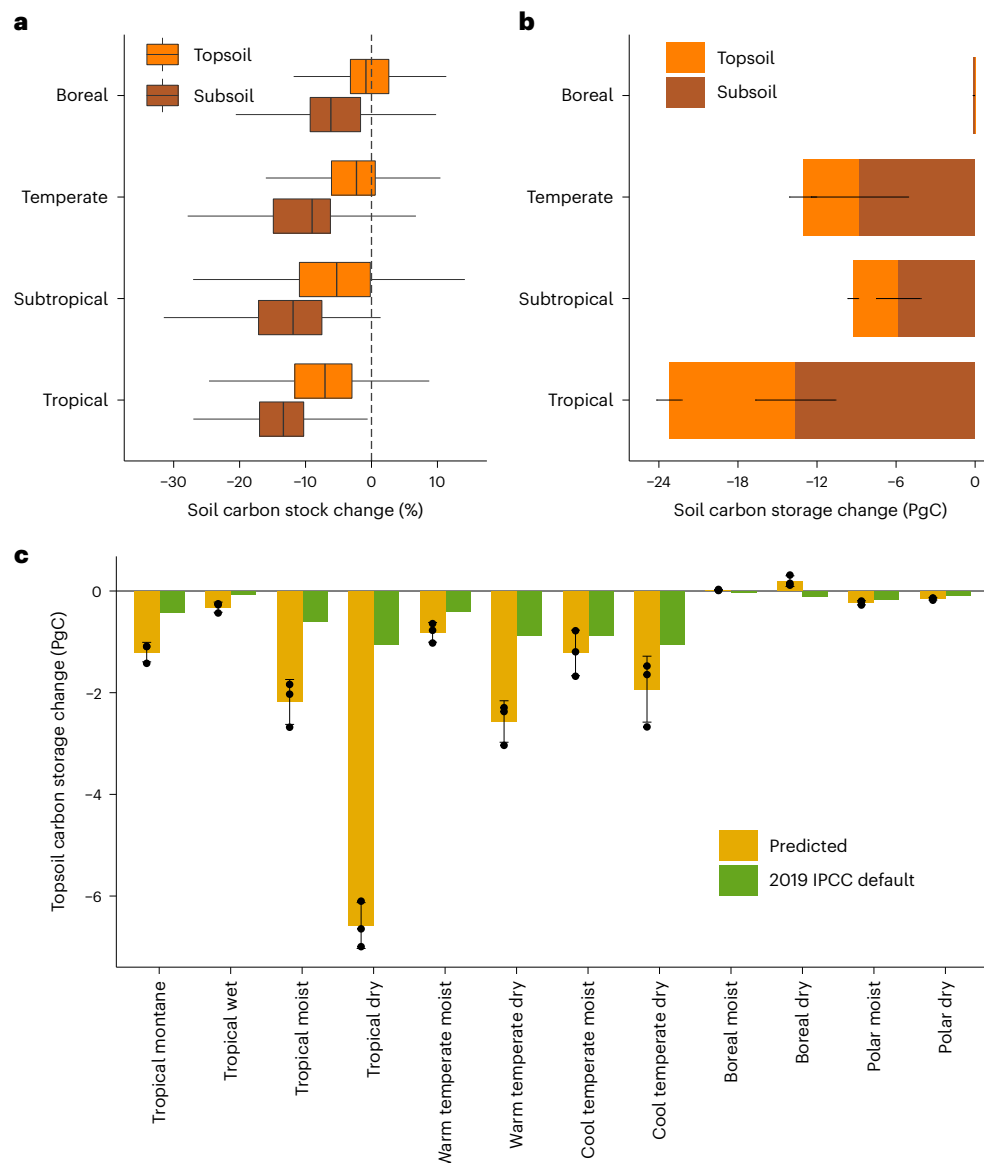 a
Topsoil
Subsoil
Boreal
Temperate
Subtropical
Tropical
−30 −20 −10 0 10
Soil carbon stock change (%)
b
Topsoil
Subsoil
Boreal
Temperate
Subtropical
Tropical
−24 −18 −12 −6 0
Soil carbon storage change (PgC)
c
0
−2
−4
−6
Topsoil carbon storage change (PgC)
Predicted
2019 IPCC default
Tropical montane
Tropical wet
Tropical moist
Tropical dry
Warm temperate moist
Warm temperate dry
Cool temperate moist
Cool temperate dry
Boreal moist
Boreal dry
Polar moist
Polar dry